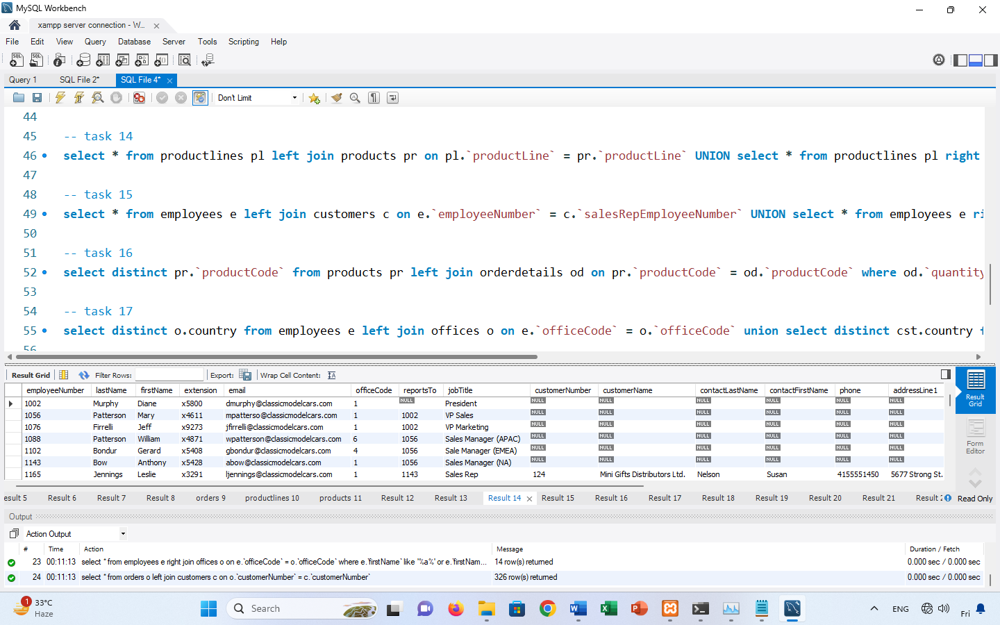 MySQL Workbench
xampp server connection - W...
File Edit View Query Database Server Tools Scripting Help
Query 1 SQL File 2* SQL File 4*
Don't Limit
44
45 -- task 14
46 select * from productlines pl left join products pr on pl.`productLine` = pr.`productLine` UNION select * from productlines pl right
47
48 -- task 15
49 select * from employees e left join customers c on e.`employeeNumber` = c.`salesRepEmployeeNumber` UNION select * from employees e ri
50
51 -- task 16
52 select distinct pr.`productCode` from products pr left join orderdetails od on pr.`productCode` = od.`productCode` where od.`quantity
53
54 -- task 17
55 select distinct o.country from employees e left join offices o on e.`officeCode` = o.`officeCode` union select distinct cst.country f
56
Result Grid Filter Rows: Export: Wrap Cell Content:
employeeNumber lastName firstName extension email officeCode reportsTo jobTitle customerNumber customerName contactLastName contactFirstName phone addressLine1
1002 Murphy Diane x5800 dmurphy@classicmodelcars.com 1 NULL President NULL NULL NULL NULL NULL NULL
1056 Patterson Mary x4611 mpatterso@classicmodelcars.com 1 1002 VP Sales NULL NULL NULL NULL NULL NULL
1076 Firrelli Jeff x9273 jfirrelli@classicmodelcars.com 1 1002 VP Marketing NULL NULL NULL NULL NULL NULL
1088 Patterson William x4871 wpatterson@classicmodelcars.com 6 1056 Sales Manager (APAC) NULL NULL NULL NULL NULL NULL
1102 Bondur Gerard x5408 gbondur@classicmodelcars.com 4 1056 Sale Manager (EMEA) NULL NULL NULL NULL NULL NULL
1143 Bow Anthony x5428 abow@classicmodelcars.com 1 1056 Sales Manager (NA) NULL NULL NULL NULL NULL NULL
1165 Jennings Leslie x3291 ljennings@classicmodelcars.com 1 1143 Sales Rep 124 Mini Gifts Distributors Ltd. Nelson Susan 4155551450 5677 Strong St.
Result Grid
Form Editor
esult 5 Result 6 Result 7 Result 8 orders 9 productlines 10 products 11 Result 12 Result 13 Result 14 Result 15 Result 16 Result 17 Result 18 Result 19 Result 20 Result 21 Result 2 Read Only
Output
Action Output
# Time Action Message Duration / Fetch
23 00:11:13 select * from employees e right join offices o on e.`officeCode` = o.`officeCode` where e.`firstName` like '%a%' or e.`firstNam... 14 row(s) returned 0.000 sec / 0.000 sec
24 00:11:13 select * from orders o left join customers c on o.`customerNumber` = c.`customerNumber` 326 row(s) returned 0.000 sec / 0.000 sec
1 33°C
Haze
Search
ENG
Fri